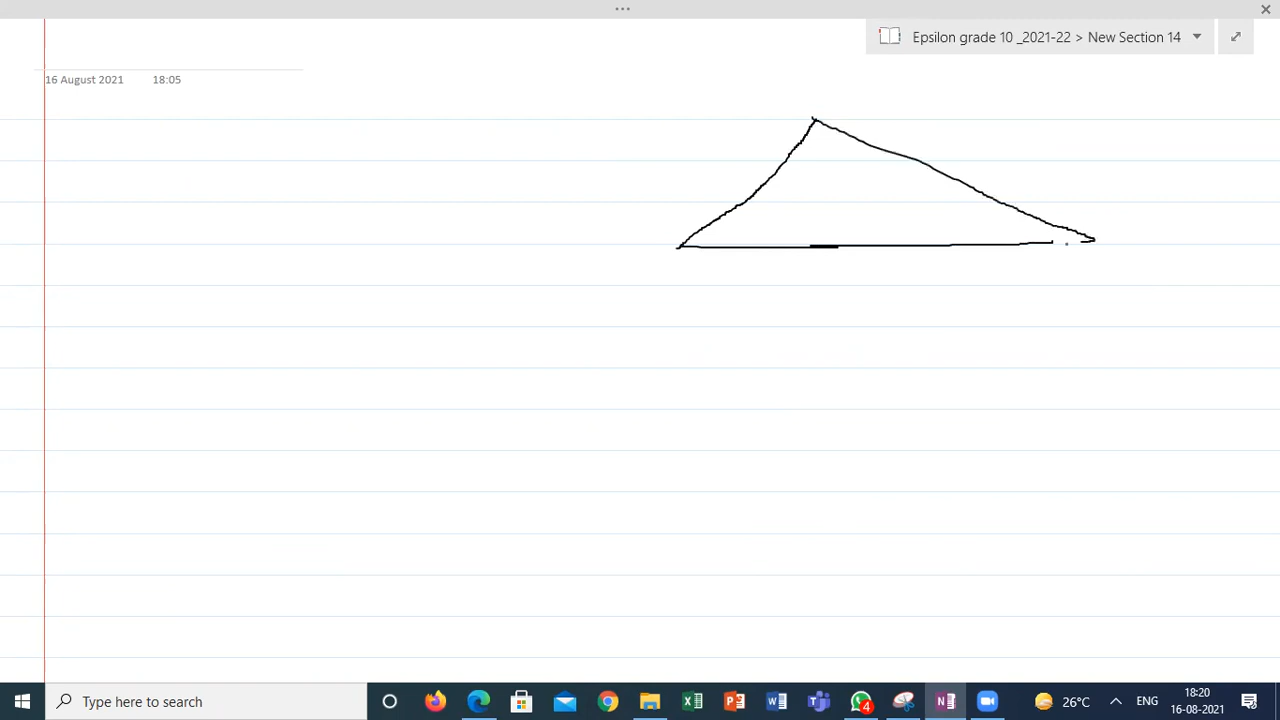 Epsilon grade 10 _2021-22 > New Section 14
16 August 2021 18:05
Type here to search
4
26°C
ENG
18:20
16-08-2021